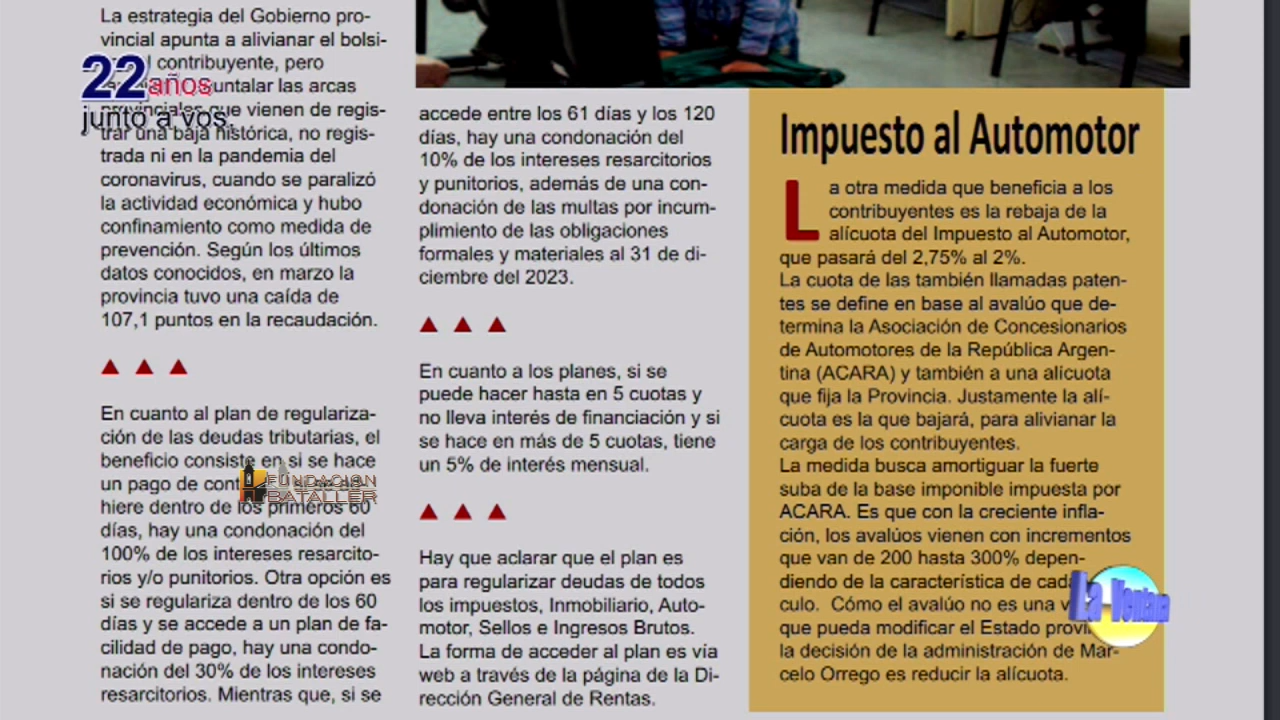 La estrategia del Gobierno pro-
vincial apunta a alivianar el bolsi-
contribuyente, pero
puntalar las arcas
provinciales que vienen de regis-
trar una baja histórica, no regis-
trada ni en la pandemia del
coronavirus, cuando se paralizó
la actividad económica y hubo
confinamiento como medida de
prevención. Según los últimos
datos conocidos, en marzo la
provincia tuvo una caída de
107,1 puntos en la recaudación.
En cuanto al plan de regulariza-
ción de las deudas tributarias, el
beneficio consiste en si se hace
un pago de
hiere dentro de los primeros 60
días, hay una condonación del
100% de los intereses resarcito-
rios y/o punitorios. Otra opción es
si se regulariza dentro de los 60
días y se accede a un plan de fa-
cilidad de pago, hay una condo-
nación del 30% de los intereses
resarcitorios. Mientras que, si se
accede entre los 61 días y los 120
días, hay una condonación del
10% de los intereses resarcitorios
y punitorios, además de una con-
donación de las multas por incum-
plimiento de las obligaciones
formales y materiales al 31 de di-
ciembre del 2023.
En cuanto a los planes, si se
puede hacer hasta en 5 cuotas y
no lleva interés de financiación y si
se hace en más de 5 cuotas, tiene
un 5% de interés mensual.
Hay que aclarar que el plan es
para regularizar deudas de todos
los impuestos, Inmobiliario, Auto-
motor, Sellos e Ingresos Brutos.
La forma de acceder al plan es vía
web a través de la página de la Di-
rección General de Rentas.
Impuesto al Automotor
La otra medida que beneficia a los
contribuyentes es la rebaja de la
alícuota del Impuesto al Automotor,
que pasará del 2,75% al 2%.
La cuota de las también llamadas paten-
tes se define en base al avalúo que de-
termina la Asociación de Concesionarios
de Automotores de la República Argen-
tina (ACARA) y también a una alícuota
que fija la Provincia. Justamente la alí-
cuota es la que bajará, para alivianar la
carga de los contribuyentes.
La medida busca amortiguar la fuerte
suba de la base imponible impuesta por
ACARA. Es que con la creciente infla-
ción, los avalúos vienen con incrementos
que van de 200 hasta 300% depen-
diendo de la característica de cada
culo. Cómo el avalúo no es una
que pueda modificar el Estado
la decisión de la administración de Mar-
celo Orrego es reducir la alícuota.
22 años
junto a vos.
FUNDACION
BATALLER
La Ventana